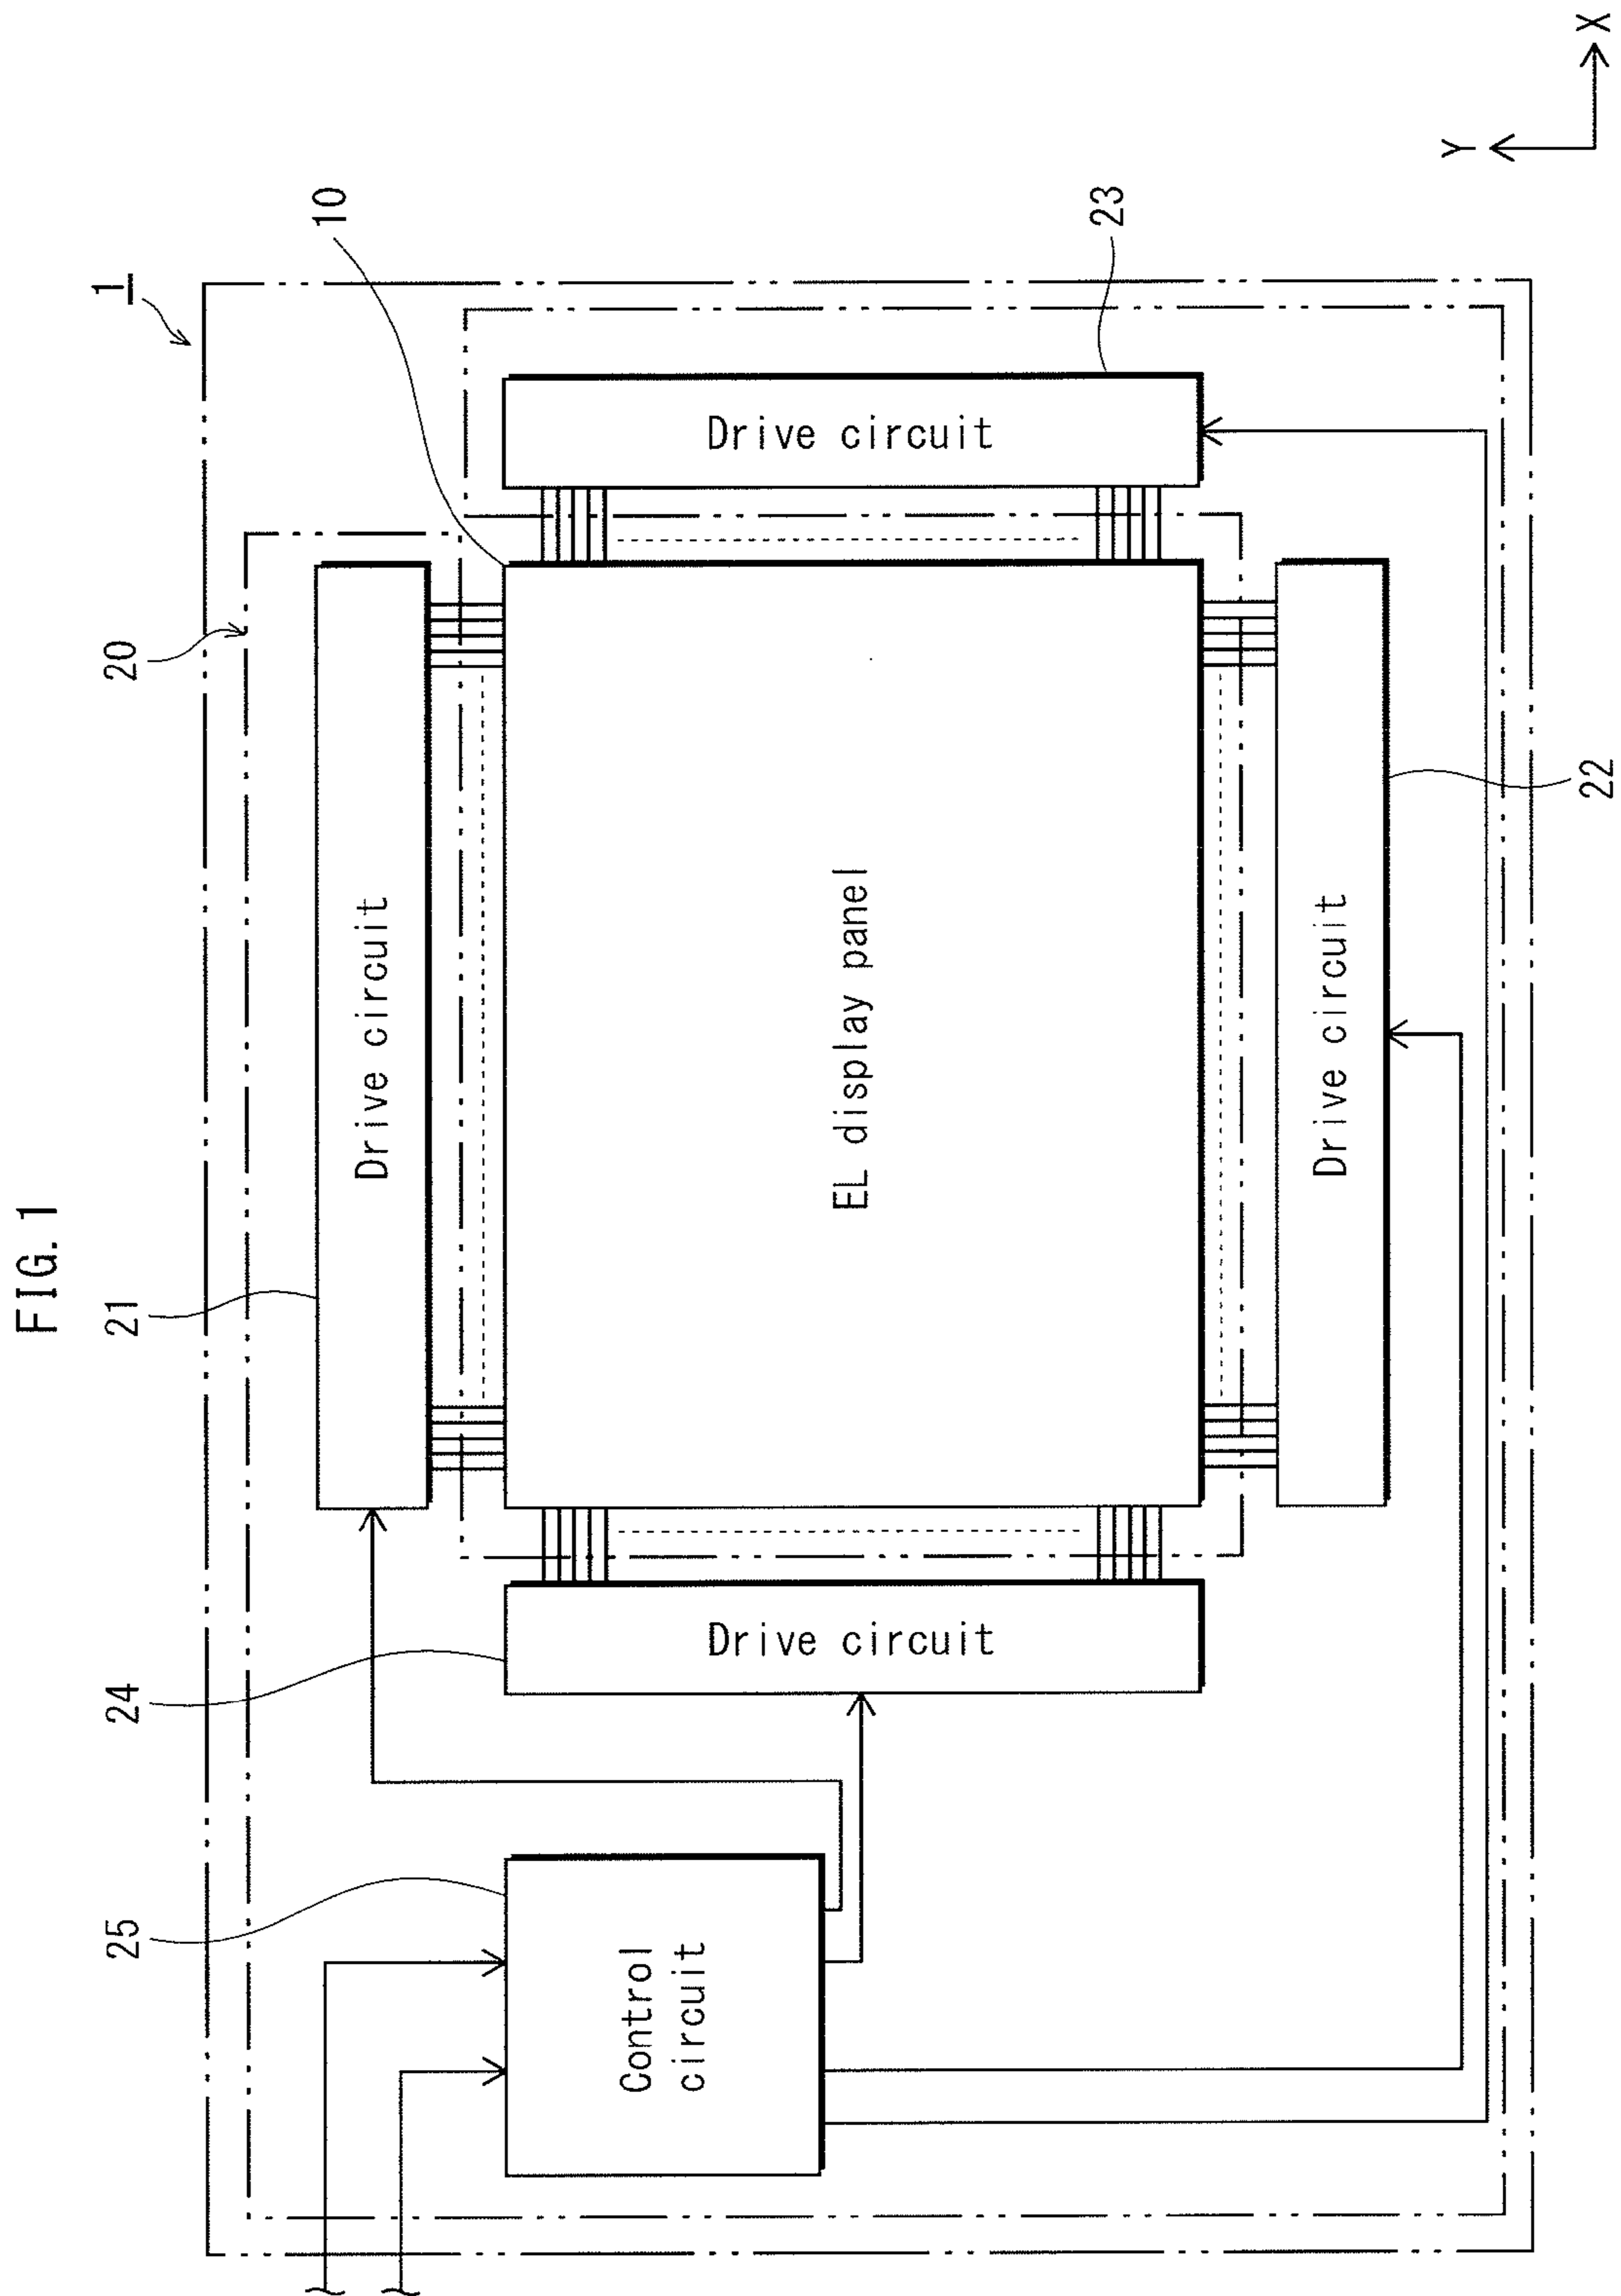 FIG.1
1
20
10
21
24
25
23
22
Drive circuit
Drive circuit
EL display panel
Drive circuit
Drive circuit
Control
circuit
Y
X